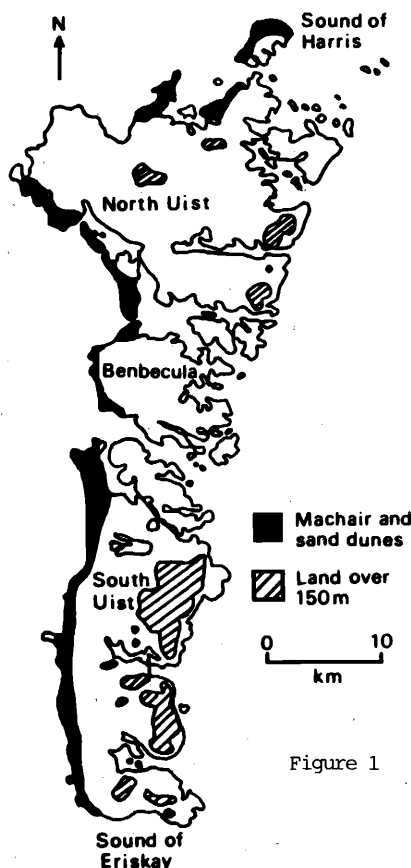 N
Sound of
Harris
North Uist
Benbecula
Machair and
sand dunes
South
Uist
Land over
150m
0 10
km
Figure 1
Sound of
Eriskay